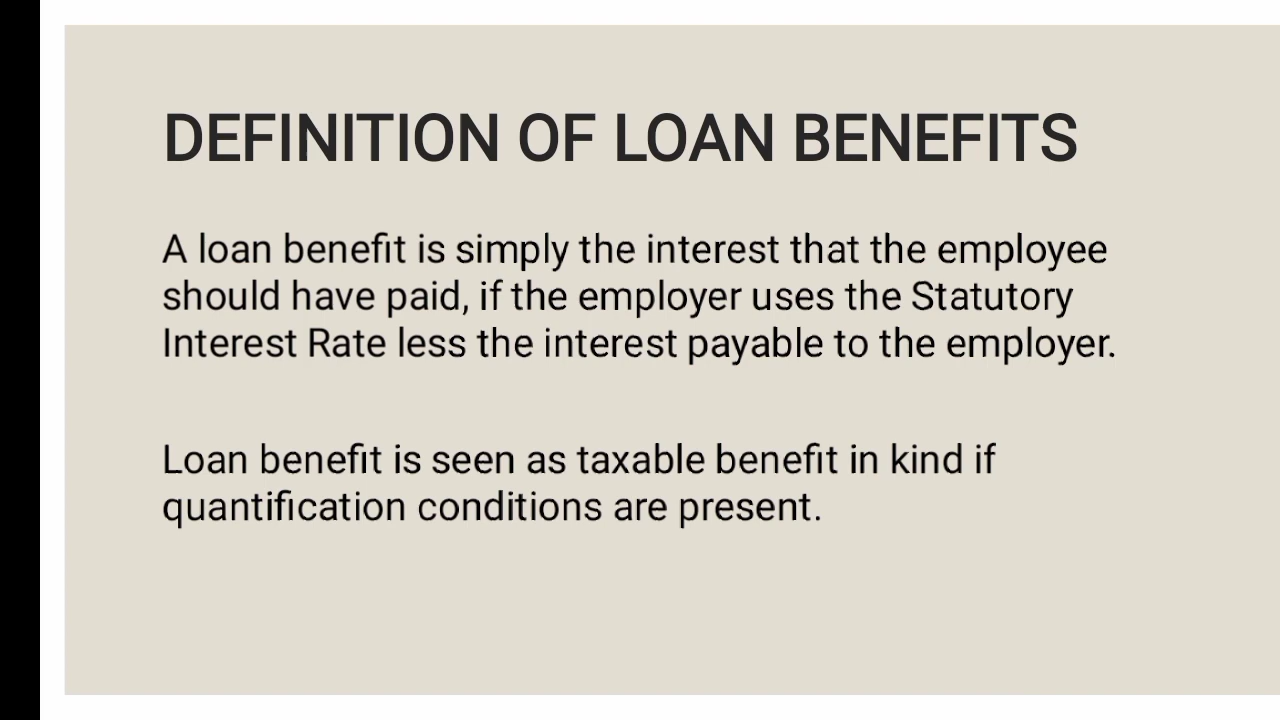 DEFINITION OF LOAN BENEFITS
A loan benefit is simply the interest that the employee
should have paid, if the employer uses the Statutory
Interest Rate less the interest payable to the employer.
Loan benefit is seen as taxable benefit in kind if
quantification conditions are present.